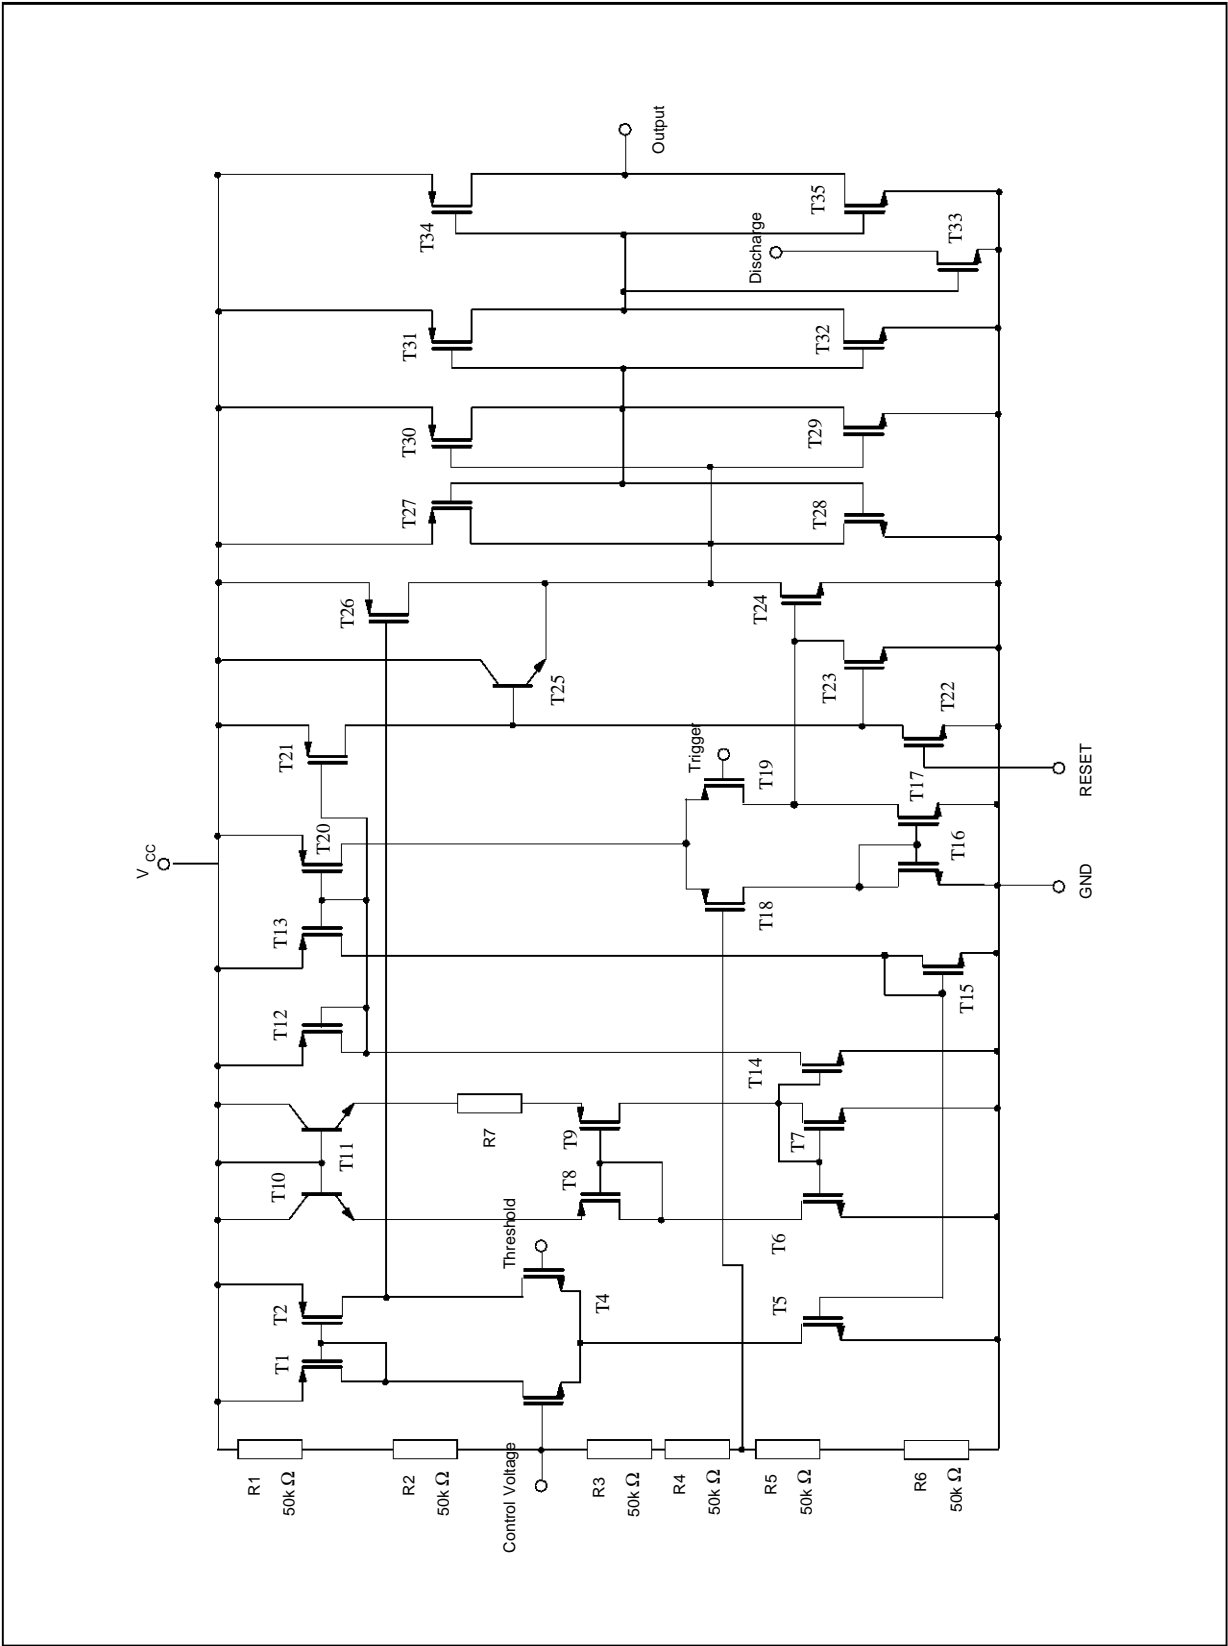 Output
T34
T35
Discharge
T33
T31
T32
T30
T29
T27
T28
T26
T24
T25
T23
T22
T21
Trigger
T19
T17
RESET
V CC
T20
T18
T16
GND
T13
T15
T12
T14
T11
R7
T9
T7
T10
T8
T6
Threshold
T2
T4
T5
T1
Control Voltage
R1
50k Ω
R2
50k Ω
R3
50k Ω
R4
50k Ω
R5
50k Ω
R6
50k Ω